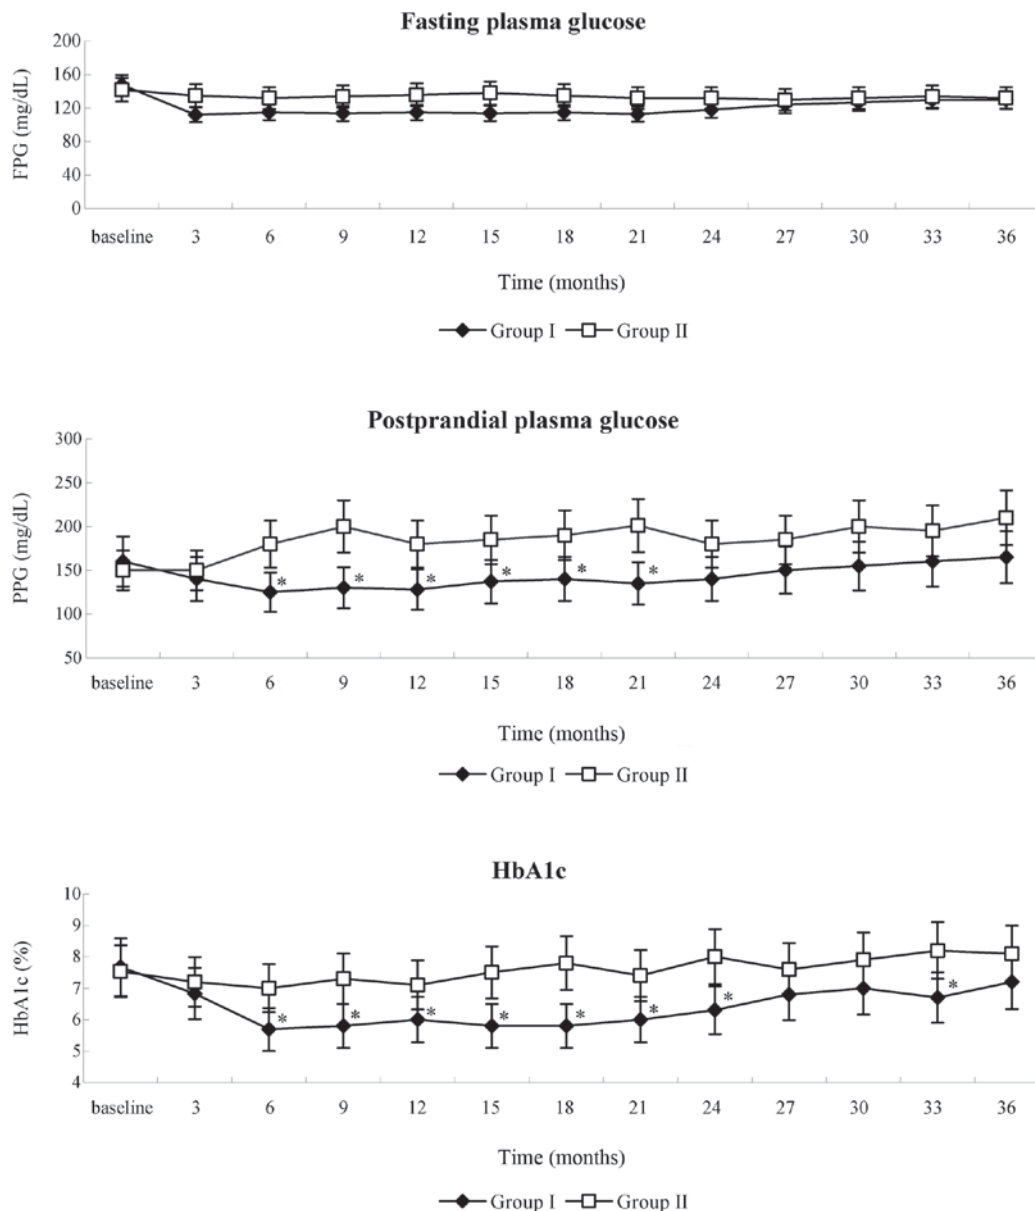 Fasting plasma glucose
200
160
120
80
40
0
FPG (mg/dL)
baseline 3 6 9 12 15 18 21 24 27 30 33 36
Time (months)
Group I Group II
Postprandial plasma glucose
300
250
200
150
100
50
PPG (mg/dL)
* * * * * *
baseline 3 6 9 12 15 18 21 24 27 30 33 36
Time (months)
Group I Group II
HbA1c
10
9
8
7
6
5
4
HbA1c (%)
* * * * * * * *
baseline 3 6 9 12 15 18 21 24 27 30 33 36
Time (months)
Group I Group II